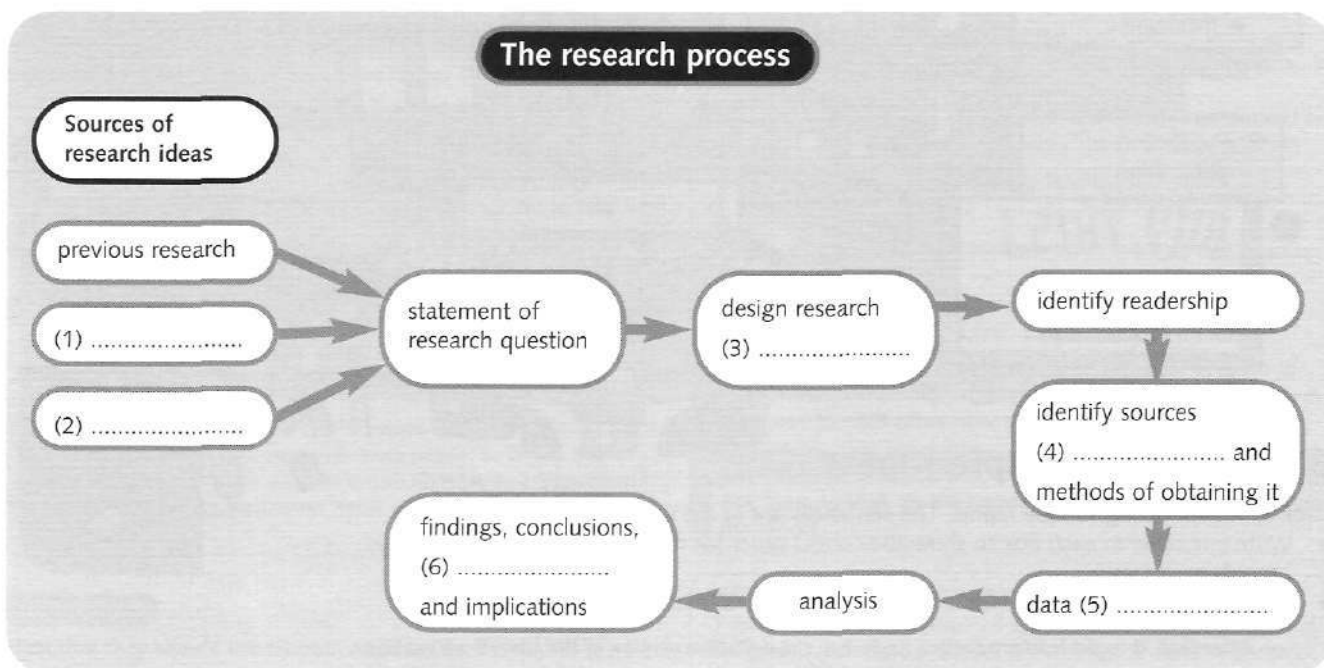 The research process
Sources of
research ideas
previous research
(1) .......................
(2) .......................
statement of
research question
design research
(3) .......................
identify readership
identify sources
(4) ....................... and
methods of obtaining it
data (5) .......................
analysis
findings, conclusions,
(6) .......................
and implications